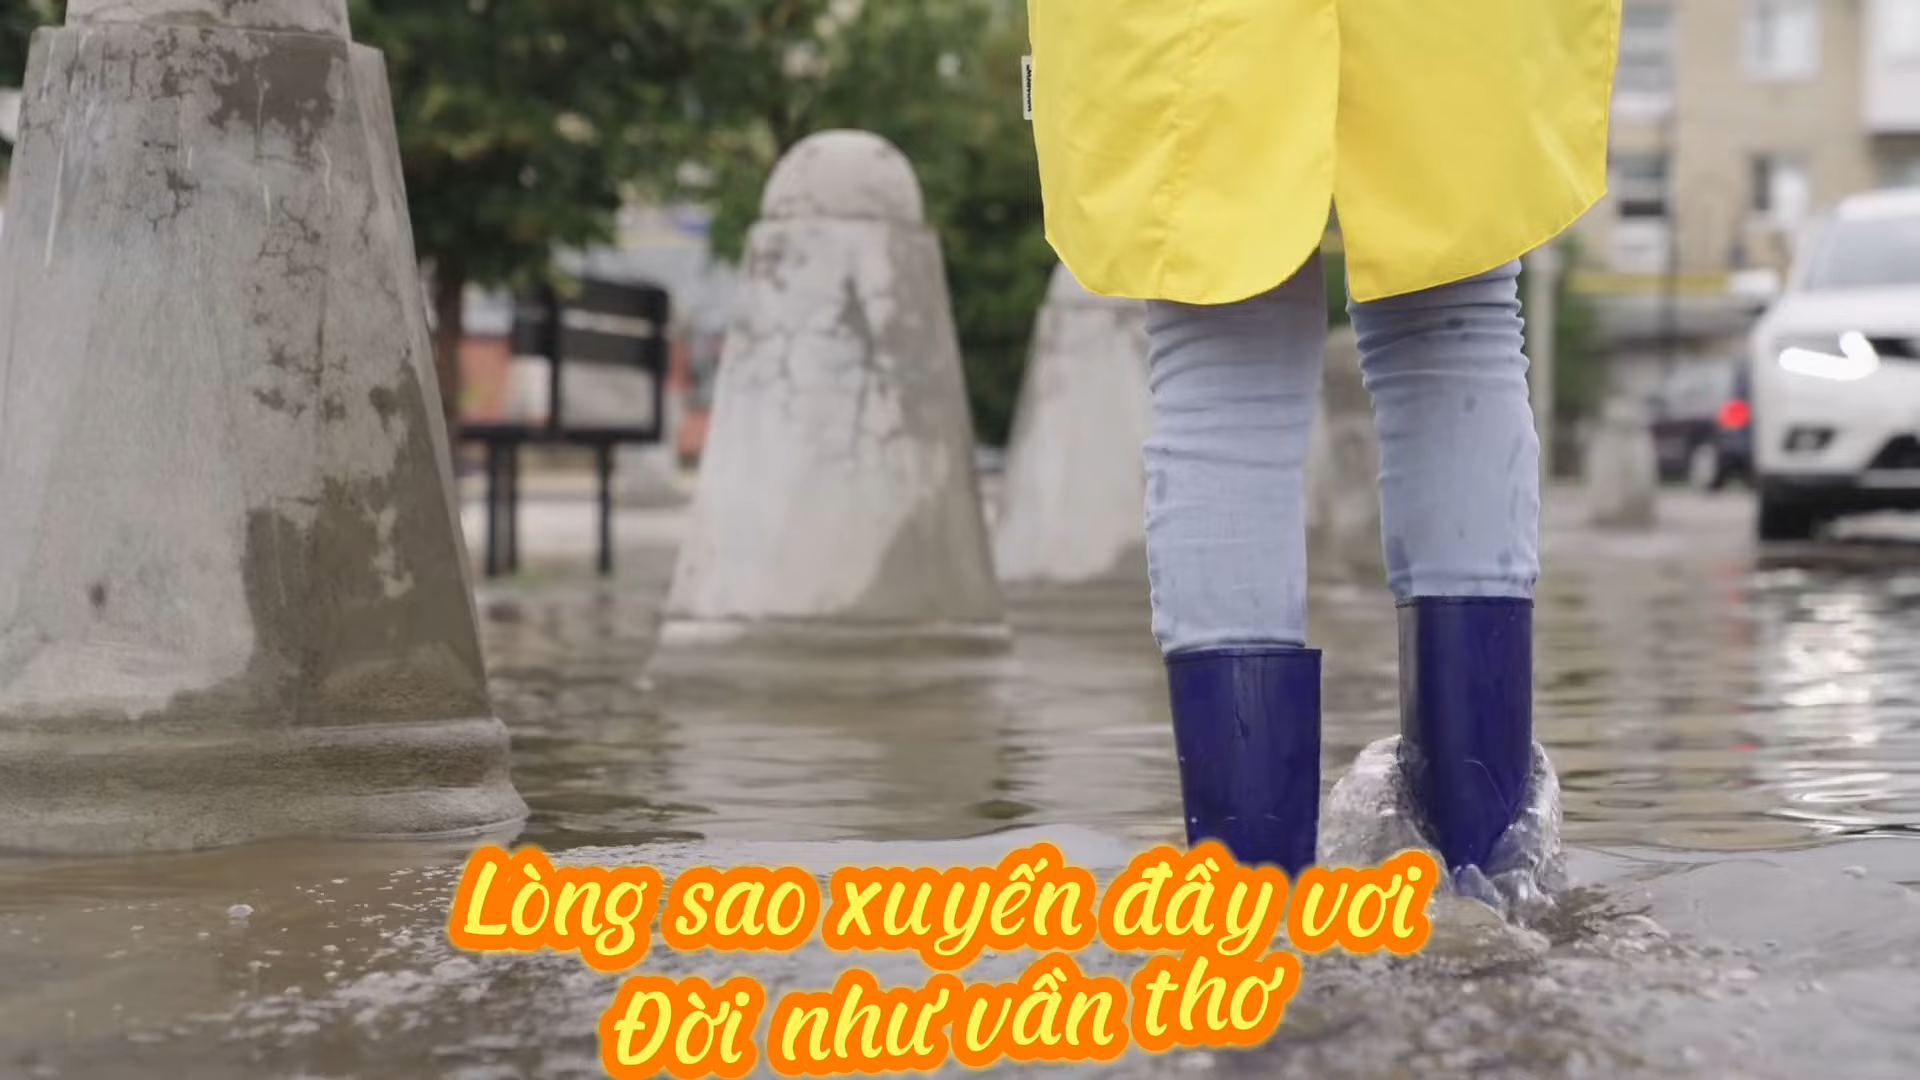 Lòng sao xuyến đầy vơi
Đời như vần thơ